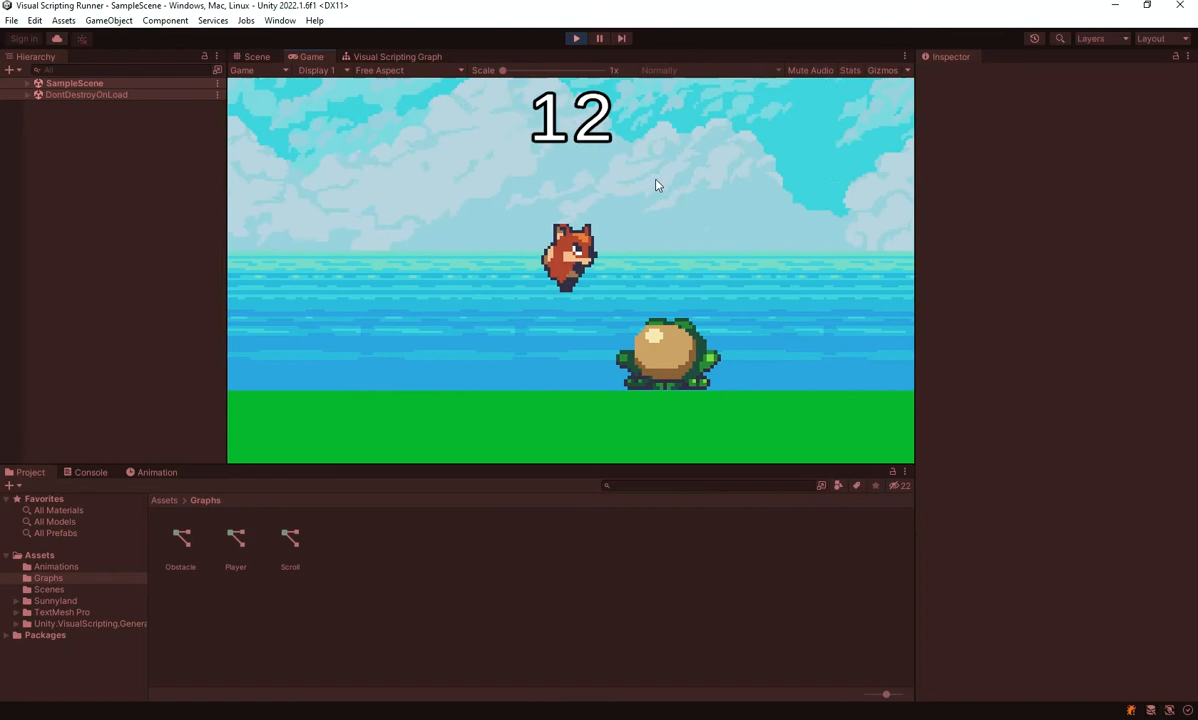 Visual Scripting Runner - SampleScene - Windows, Mac, Linux - Unity 2022.1.6f1 <DX11>
File Edit Assets GameObject Component Services Jobs Window Help
Sign in Layers Layout
Hierarchy Scene Game Visual Scripting Graph Inspector
All Game Display 1 Free Aspect Scale 1x Normally Mute Audio Stats Gizmos
SampleScene
DontDestroyOnLoad
12
Project Console Animation
22
Favorites
All Materials
All Models
All Prefabs
Assets
Animations
Graphs
Scenes
Sunnyland
TextMesh Pro
Unity.VisualScripting.Genera
Packages
Assets > Graphs
Obstacle Player Scroll